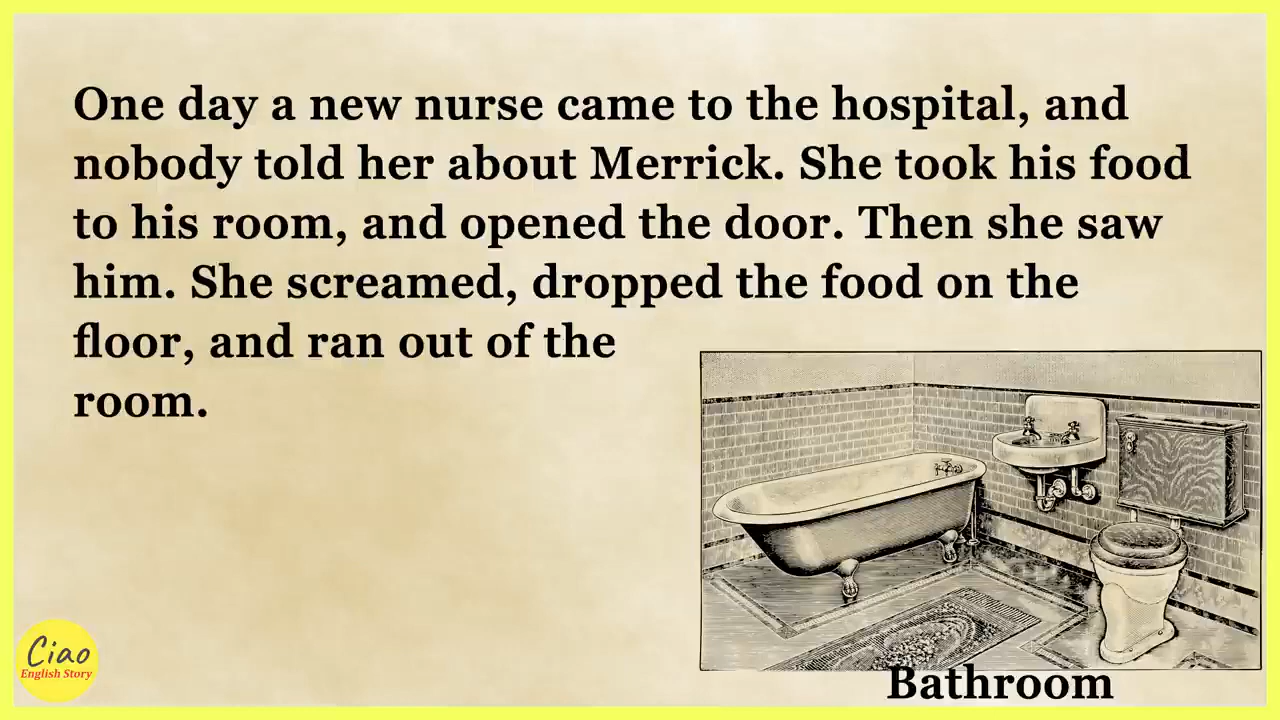 One day a new nurse came to the hospital, and
nobody told her about Merrick. She took his food
to his room, and opened the door. Then she saw
him. She screamed, dropped the food on the
floor, and ran out of the
room.
Bathroom
Ciao
English Story